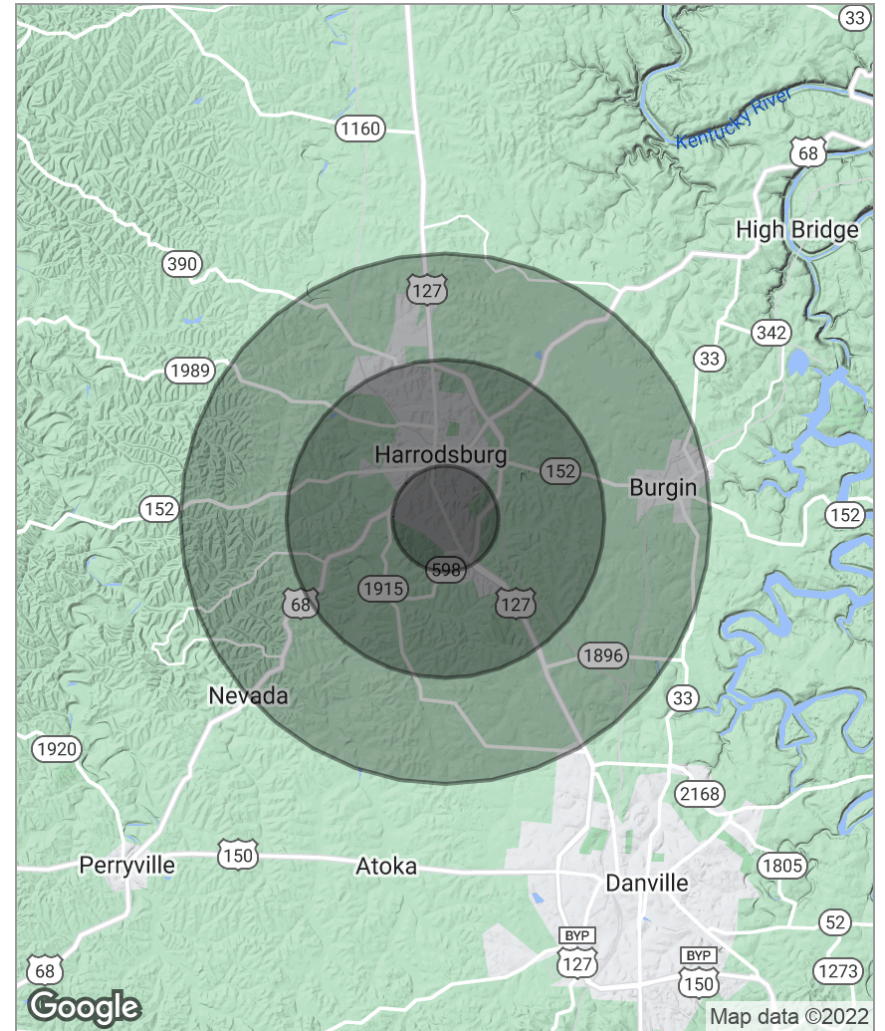 33
1160
Kentucky River
68
High Bridge
390
127
342
33
1989
Harrodsburg
152
Burgin
152
152
598
1915
68
127
1896
Nevada
33
1920
2168
150
Perryville
Atoka
1805
Danville
52
BYP
127
BYP
150
68
1273
Google
Map data ©2022